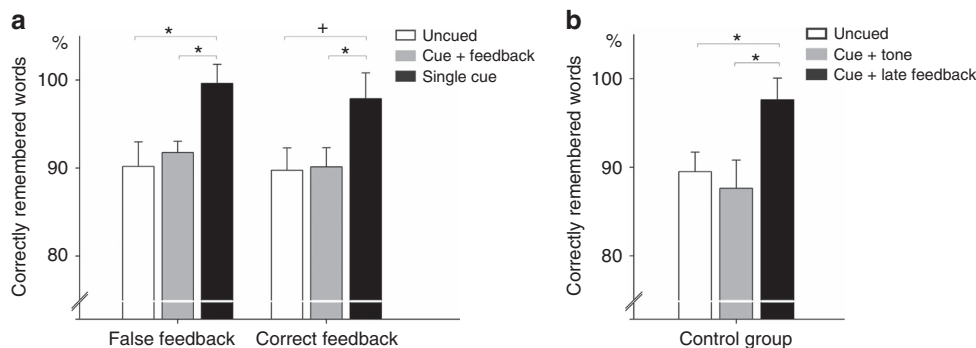 a
*
*
+
*
Uncued
Cue + feedback
Single cue
%
100
90
80
Correctly remembered words
False feedback
Correct feedback
b
*
*
Uncued
Cue + tone
Cue + late feedback
%
100
90
80
Correctly remembered words
Control group